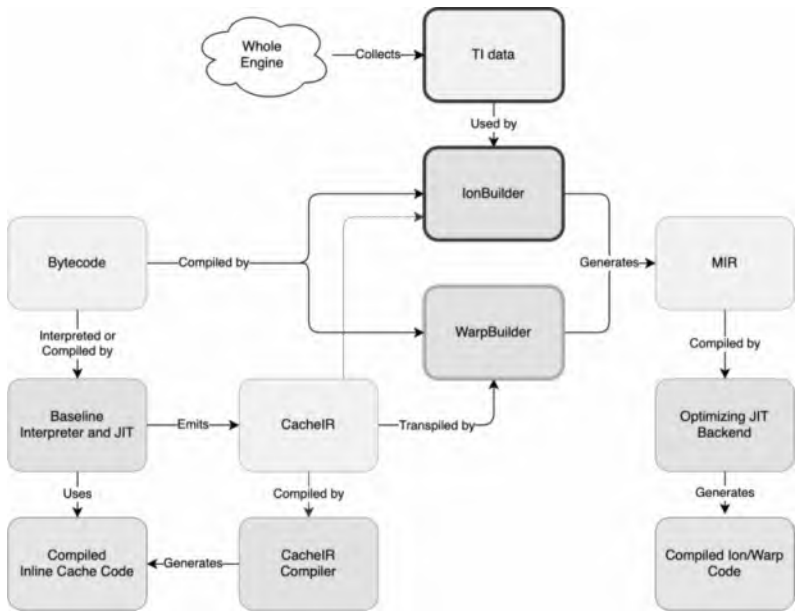 Whole
Engine
Collects
TI data
Used by
IonBuilder
Bytecode
Compiled by
Generates
MIR
WarpBuilder
Interpreted or
Compiled by
Compiled by
Baseline
Interpreter and JIT
Emits
CacheIR
Transpiled by
Optimizing JIT
Backend
Uses
Compiled by
Generates
Compiled
Inline Cache Code
Generates
CacheIR
Compiler
Compiled Ion/Warp
Code